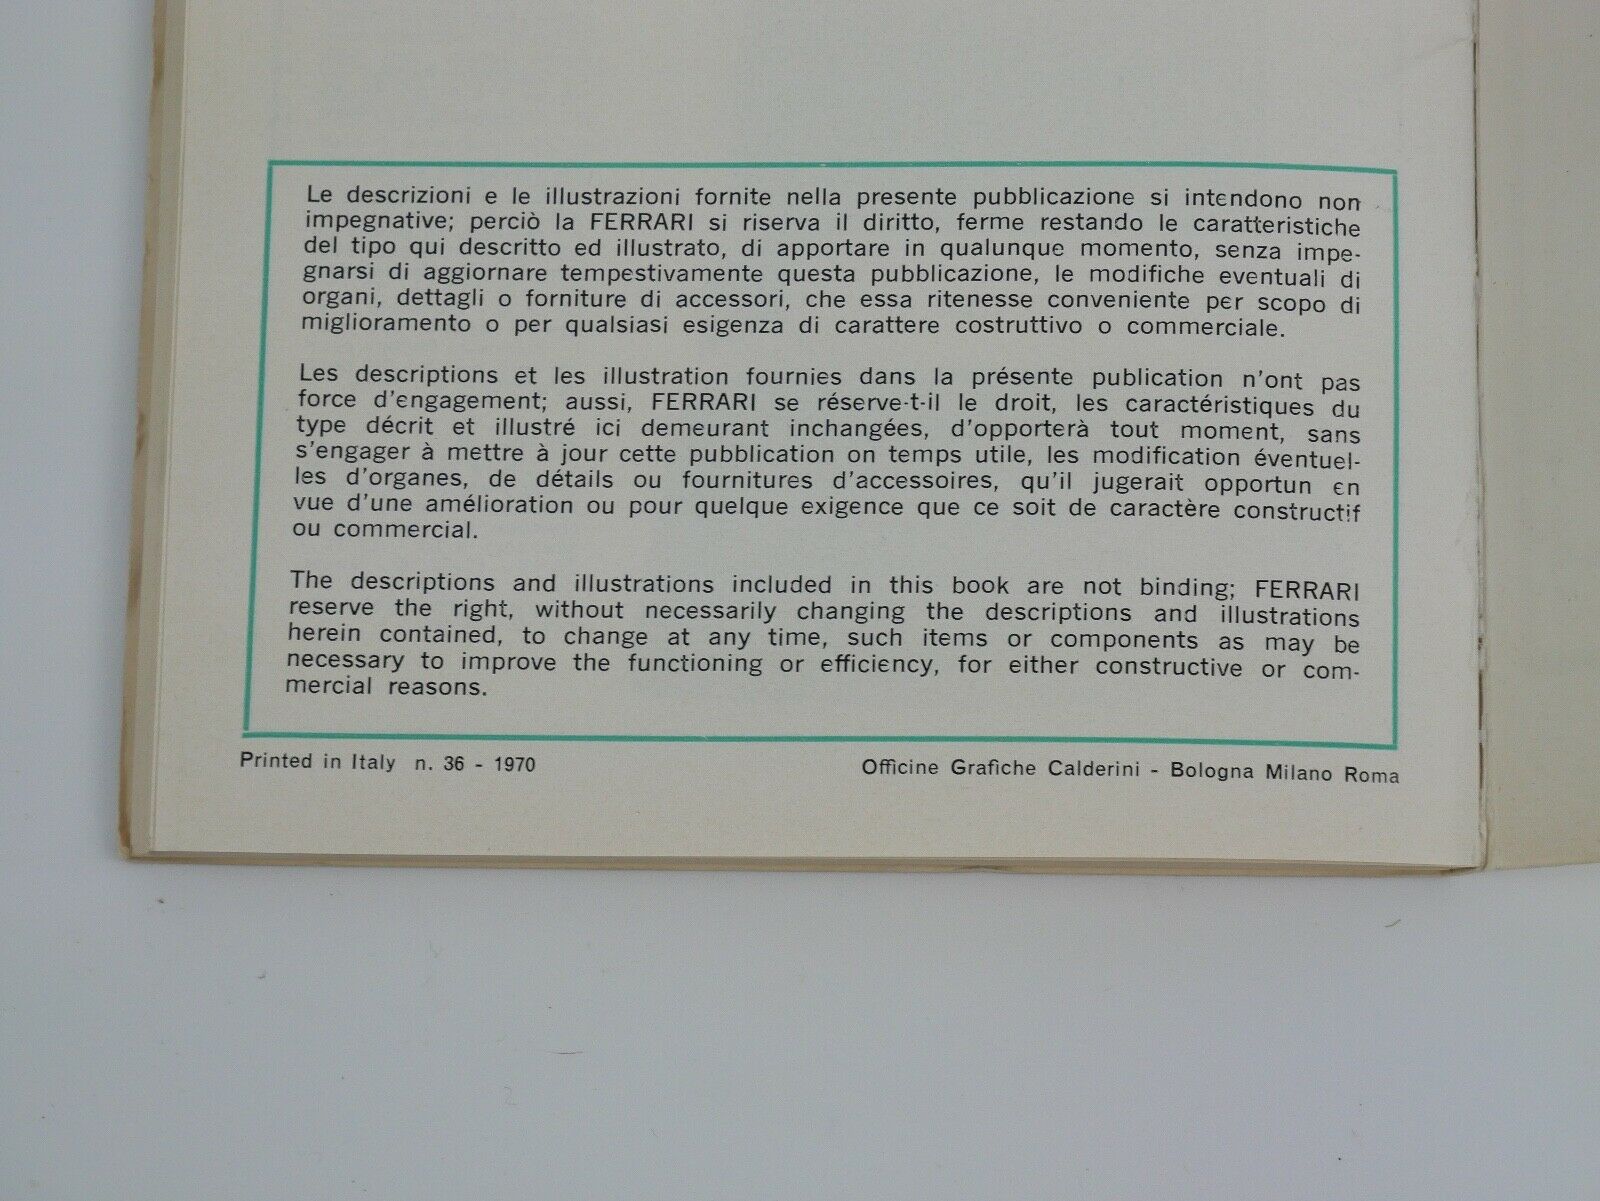 Le descrizioni e le illustrazioni fornite nella presente pubblicazione si intendono non
impegnative; perciò la FERRARI si riserva il diritto, ferme restando le caratteristiche
del tipo qui descritto ed illustrato, di apportare in qualunque momento, senza impe-
gnarsi di aggiornare tempestivamente questa pubblicazione, le modifiche eventuali di
organi, dettagli o forniture di accessori, che essa ritenesse conveniente per scopo di
miglioramento o per qualsiasi esigenza di carattere costruttivo o commerciale.
Les descriptions et les illustration fournies dans la présente publication n'ont pas
force d'engagement; aussi, FERRARI se réserve-t-il le droit, les caractéristiques du
type décrit et illustré ici demeurant inchangées, d'opporterà tout moment, sans
s'engager à mettre à jour cette pubblication on temps utile, les modification éventuel-
les d'organes, de détails ou fournitures d'accessoires, qu'il jugerait opportun en
vue d'une amélioration ou pour quelque exigence que ce soit de caractère constructif
ou commercial.
The descriptions and illustrations included in this book are not binding; FERRARI
reserve the right, without necessarily changing the descriptions and illustrations
herein contained, to change at any time, such items or components as may be
necessary to improve the functioning or efficiency, for either constructive or com-
mercial reasons.
Printed in Italy n. 36 - 1970
Officine Grafiche Calderini - Bologna Milano Roma